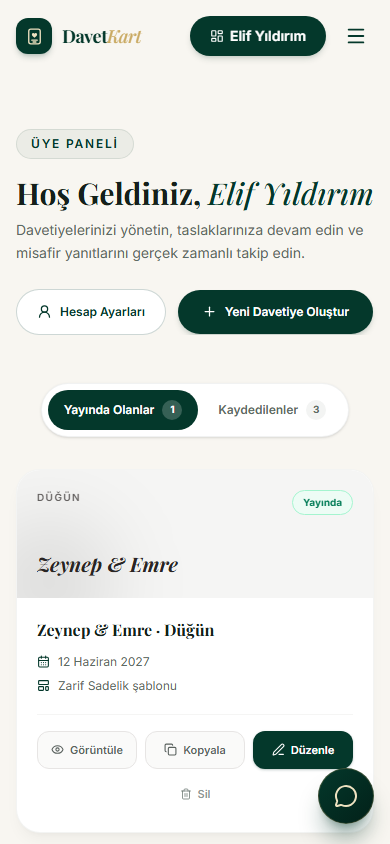 DavetKart
Elif Yıldırım
ÜYE PANELİ
Hoş Geldiniz, Elif Yıldırım
Davetiyelerinizi yönetin, taslaklarınıza devam edin ve
misafir yanıtlarını gerçek zamanlı takip edin.
Hesap Ayarları
Yeni Davetiye Oluştur
Yayında Olanlar 1
Kaydedilenler 3
DÜĞÜN
Yayında
Zeynep & Emre
Zeynep & Emre · Düğün
12 Haziran 2027
Zarif Sadelik şablonu
Görüntüle
Kopyala
Düzenle
Sil